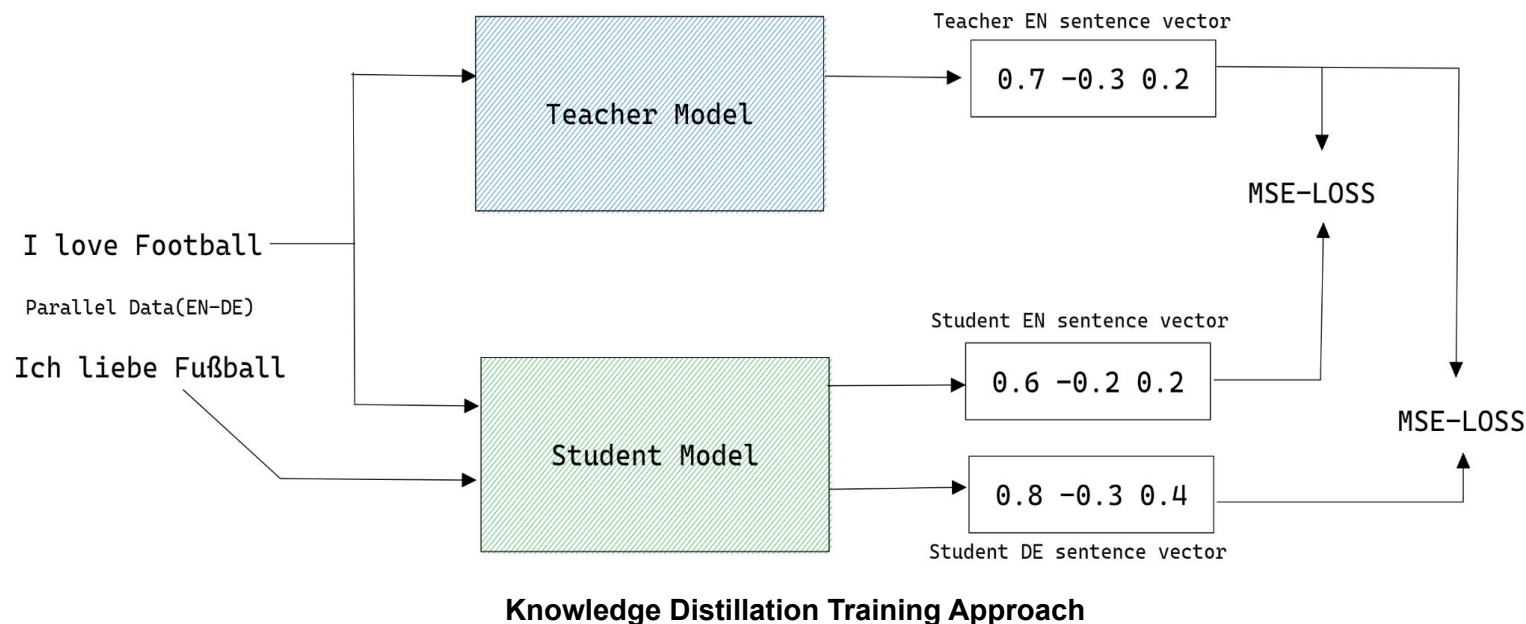 Teacher EN sentence vector
0.7 -0.3 0.2
Teacher Model
MSE-LOSS
I love Football
Parallel Data(EN-DE)
Ich liebe Fußball
Student EN sentence vector
0.6 -0.2 0.2
MSE-LOSS
Student Model
0.8 -0.3 0.4
Student DE sentence vector
Knowledge Distillation Training Approach